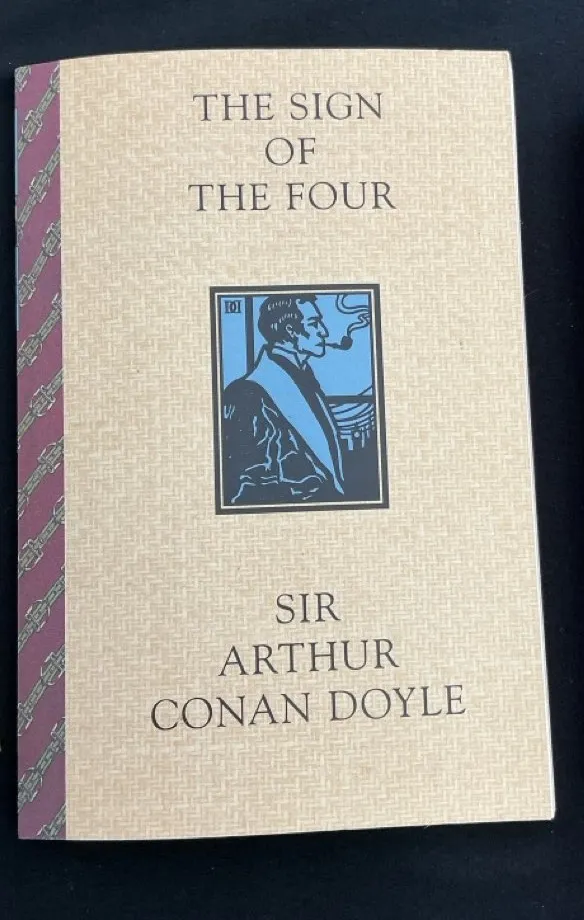 THE SIGN
OF
THE FOUR
SIR
ARTHUR
CONAN DOYLE